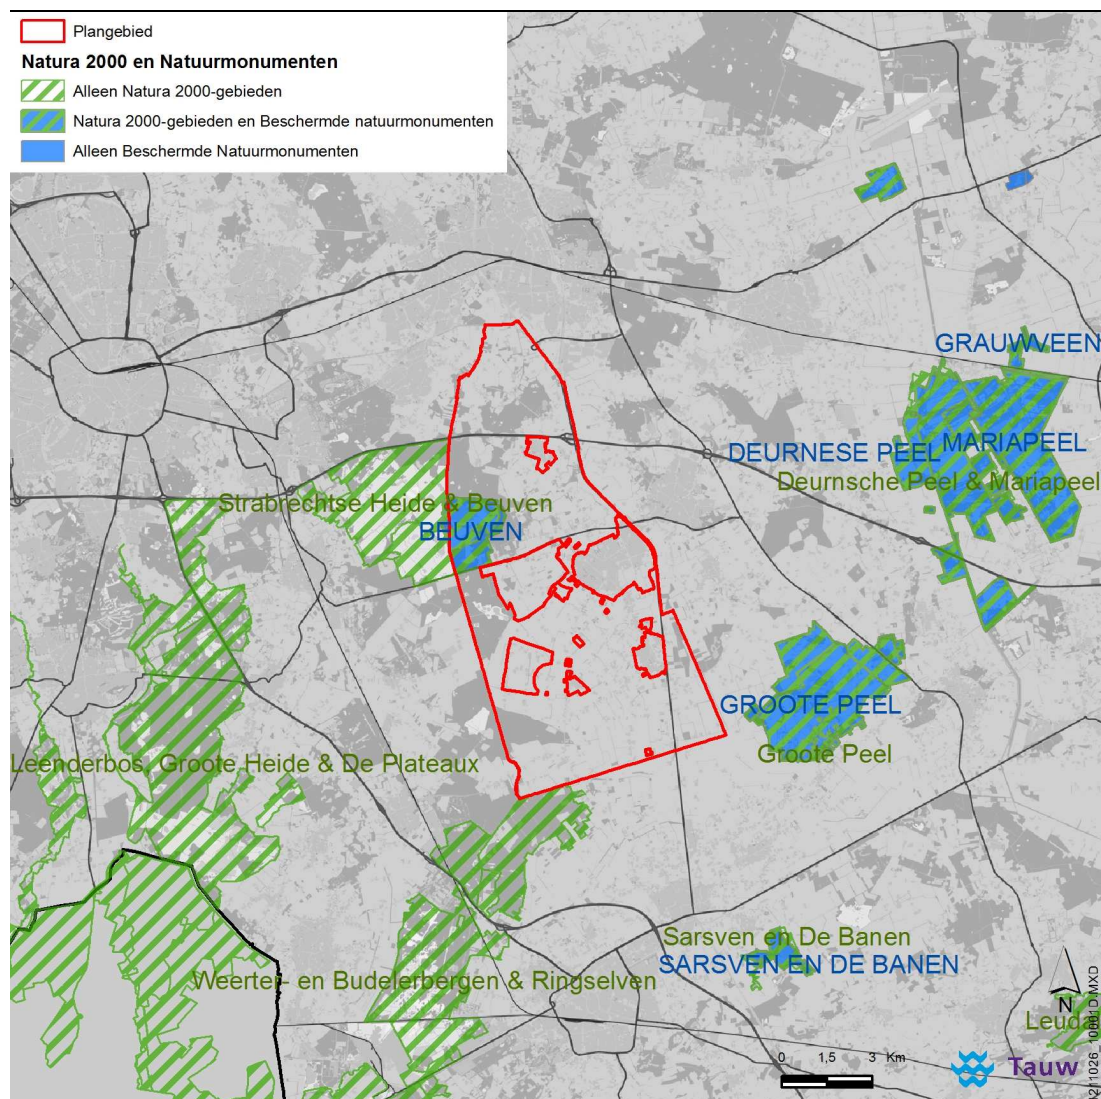 Plangebied
Natura 2000 en Natuurmonumenten
Alleen Natura 2000-gebieden
Natura 2000-gebieden en Beschermde natuurmonumenten
Alleen Beschermde Natuurmonumenten
GRAUWVEEN
DEURNESE PEEL
MARIAPEEL
Deurnsche Peel & Mariapeel
Strabrechtse Heide & Beuven
BEUVEN
GROOTE PEEL
Groote Peel
Leenderbos, Groote Heide & De Plateaux
Sarsven en De Banen
SARSVEN EN DE BANEN
Weerter- en Budelerbergen & Ringselven
N
Leuda
0 1,5 3 Km
Tauw